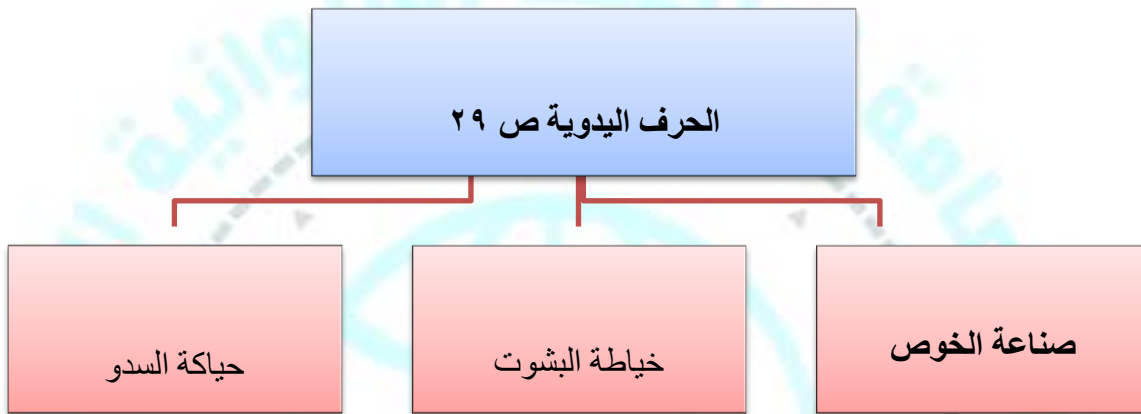 الحرف اليدوية ص ٢٩
صناعة الخوص
خياطة البشوت
حياكة السدو